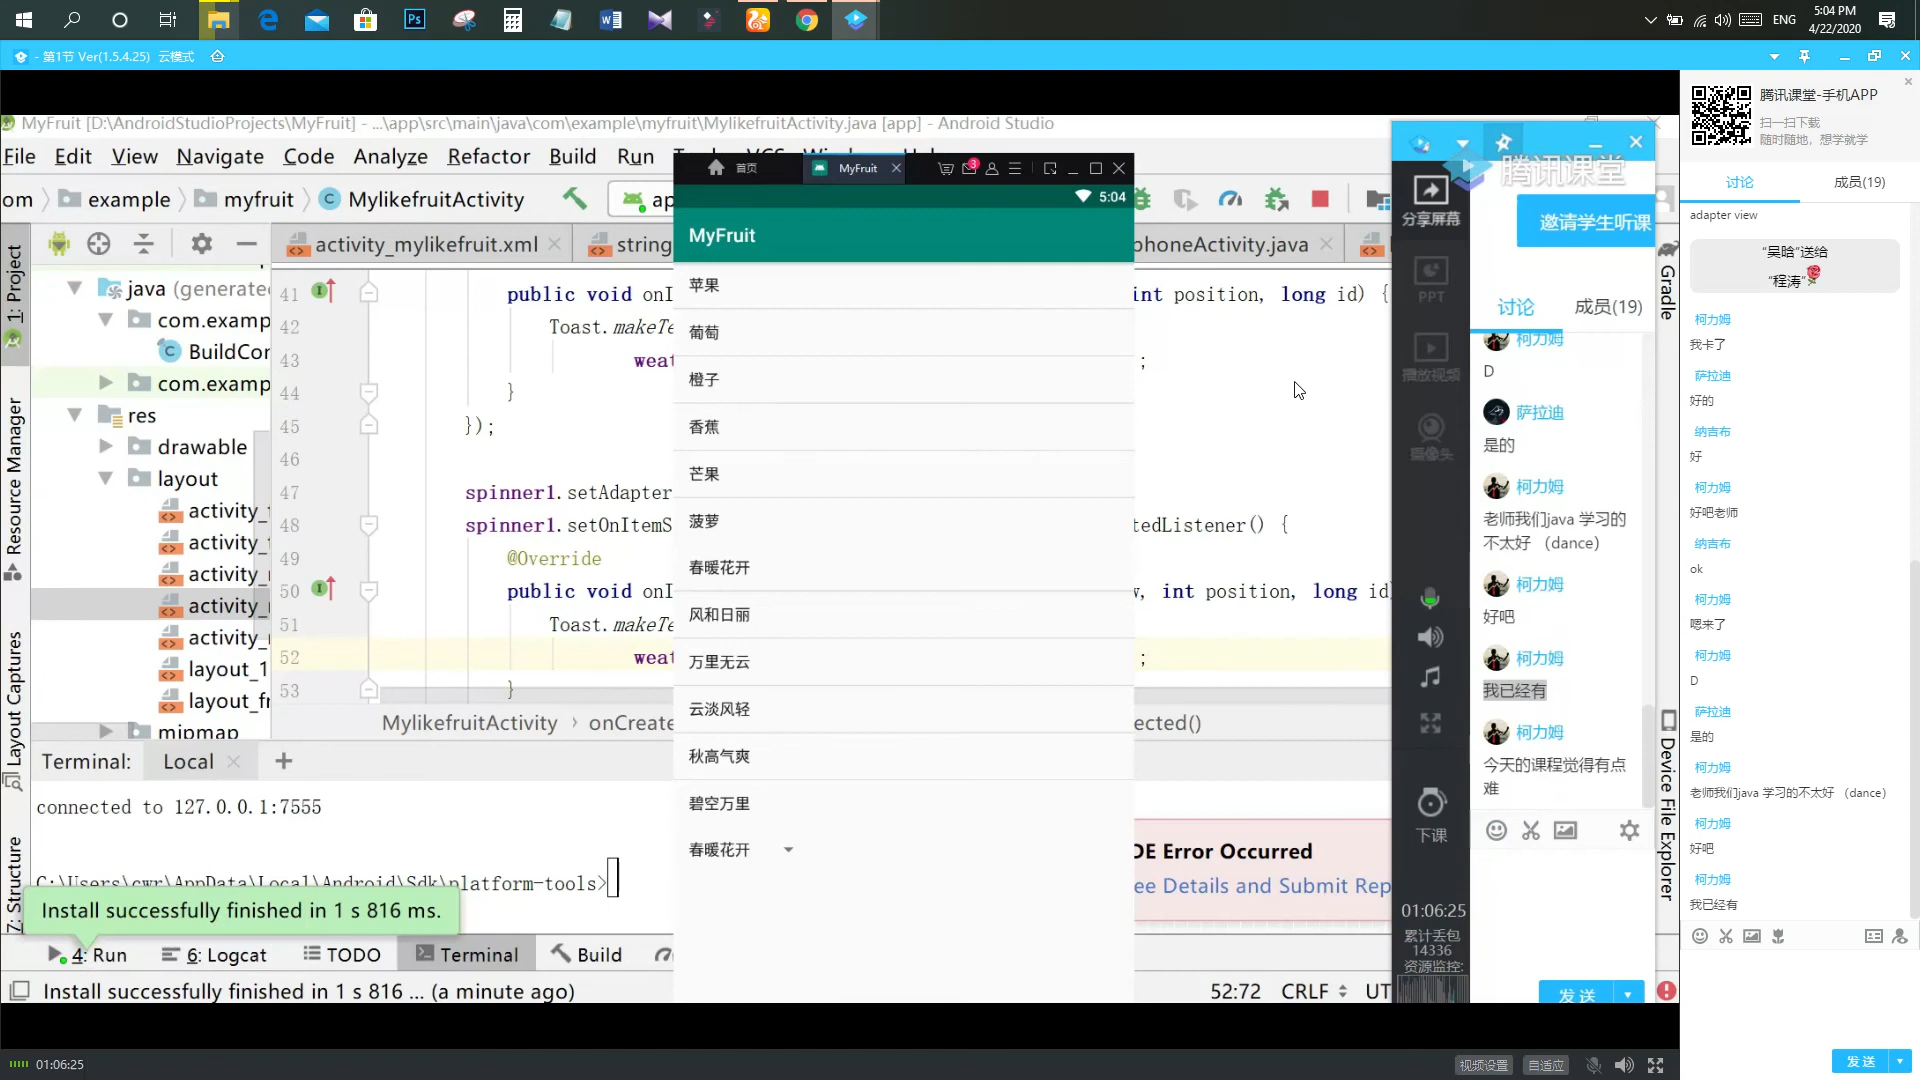 5:04 PM
ENG
4/22/2020
- 第1节 Ver(1.5.4.25) 云模式
MyFruit [D:\AndroidStudioProjects\MyFruit] - ...\app\src\main\java\com\example\myfruit\MylikefruitActivity.java [app] - Android Studio
File Edit View Navigate Code Analyze Refactor Build Run
om example myfruit MylikefruitActivity
activity_mylikefruit.xml
phoneActivity.java
1: Project
Resource Manager
Layout Captures
Z: Structure
java
com.examp
BuildCon
com.examp
res
drawable
layout
layout_1
mipmap
41 public void onI int position, long id) {
42 Toast.makeTe
43 weat ;
44 }
45 });
46
47 spinner1.setAdapter
48 spinner1.setOnItemS tedListener() {
49 @Override
50 public void onI int position, long id
51 Toast.makeTe
52 weat ;
53 }
MylikefruitActivity › onCreate ected()
首页
MyFruit
3
5:04
MyFruit
苹果
葡萄
橙子
香蕉
芒果
菠萝
春暖花开
风和日丽
万里无云
云淡风轻
秋高气爽
碧空万里
春暖花开
Terminal: Local +
connected to 127.0.0.1:7555
C:\Users\cwr\AppData\Local\Android\Sdk\platform-tools>
Install successfully finished in 1 s 816 ms.
DE Error Occurred
ee Details and Submit Rep
4: Run 6: Logcat TODO Terminal Build
Install successfully finished in 1 s 816 ... (a minute ago)
52:72 CRLF UT
Gradle
Device File Explorer
腾讯课堂
分享屏幕
邀请学生听课
PPT
播放视频
摄像头
下课
01:06:25
累计丢包
14336
资源监控:
讨论 成员(19)
柯力姆
D
萨拉迪
是的
柯力姆
老师我们java 学习的
不太好 （dance）
柯力姆
好吧
柯力姆
我已经有
柯力姆
今天的课程觉得有点
难
发送
腾讯课堂-手机APP
扫一扫下载
随时随地，想学就学
讨论 成员(19)
adapter view
“吴晗”送给
“程涛”
柯力姆
我卡了
萨拉迪
好的
纳吉布
好
柯力姆
好吧老师
纳吉布
ok
柯力姆
嗯来了
柯力姆
D
萨拉迪
是的
柯力姆
老师我们java 学习的不太好 （dance）
柯力姆
好吧
柯力姆
我已经有
发送
01:06:25
视频设置
自适应